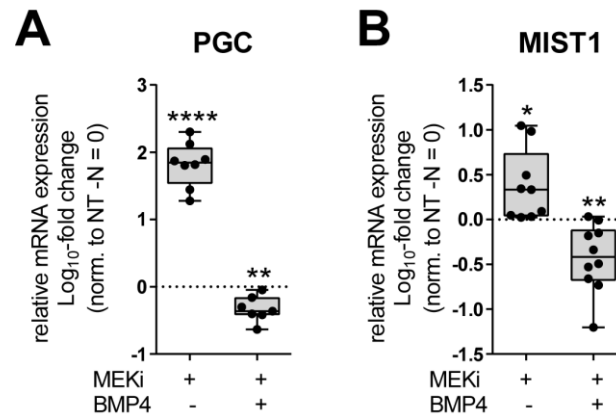 A
PGC
relative mRNA expression
Log₁₀-fold change
(norm. to NT -N = 0)
3
2
1
0
-1
****
**
MEKi + +
BMP4 - +
B
MIST1
relative mRNA expression
Log₁₀-fold change
(norm. to NT -N = 0)
1.5
1.0
0.5
0.0
-0.5
-1.0
-1.5
*
**
MEKi + +
BMP4 - +